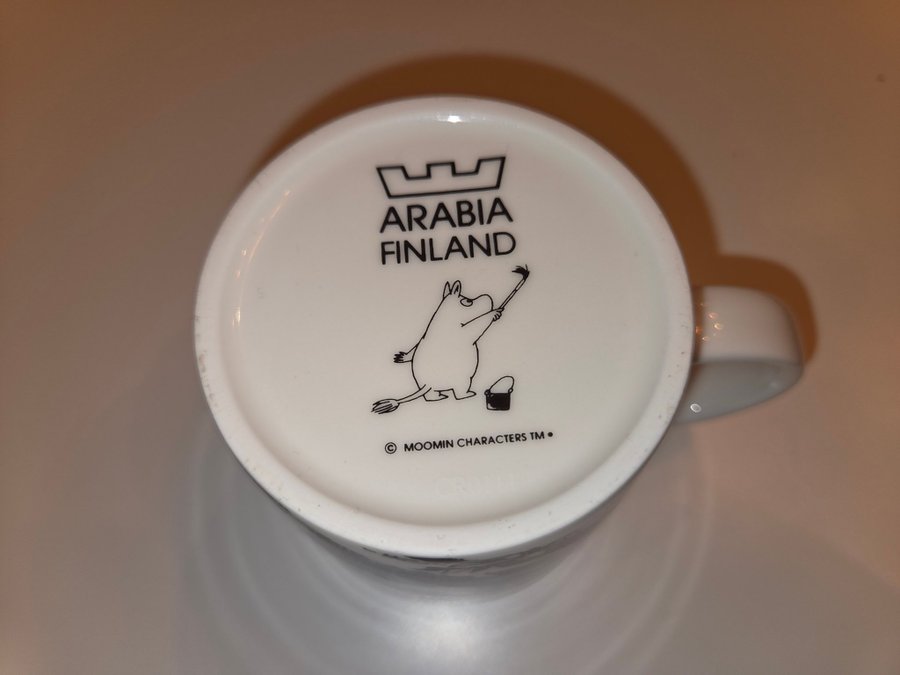 ARABIA
FINLAND
© MOOMIN CHARACTERS TM •